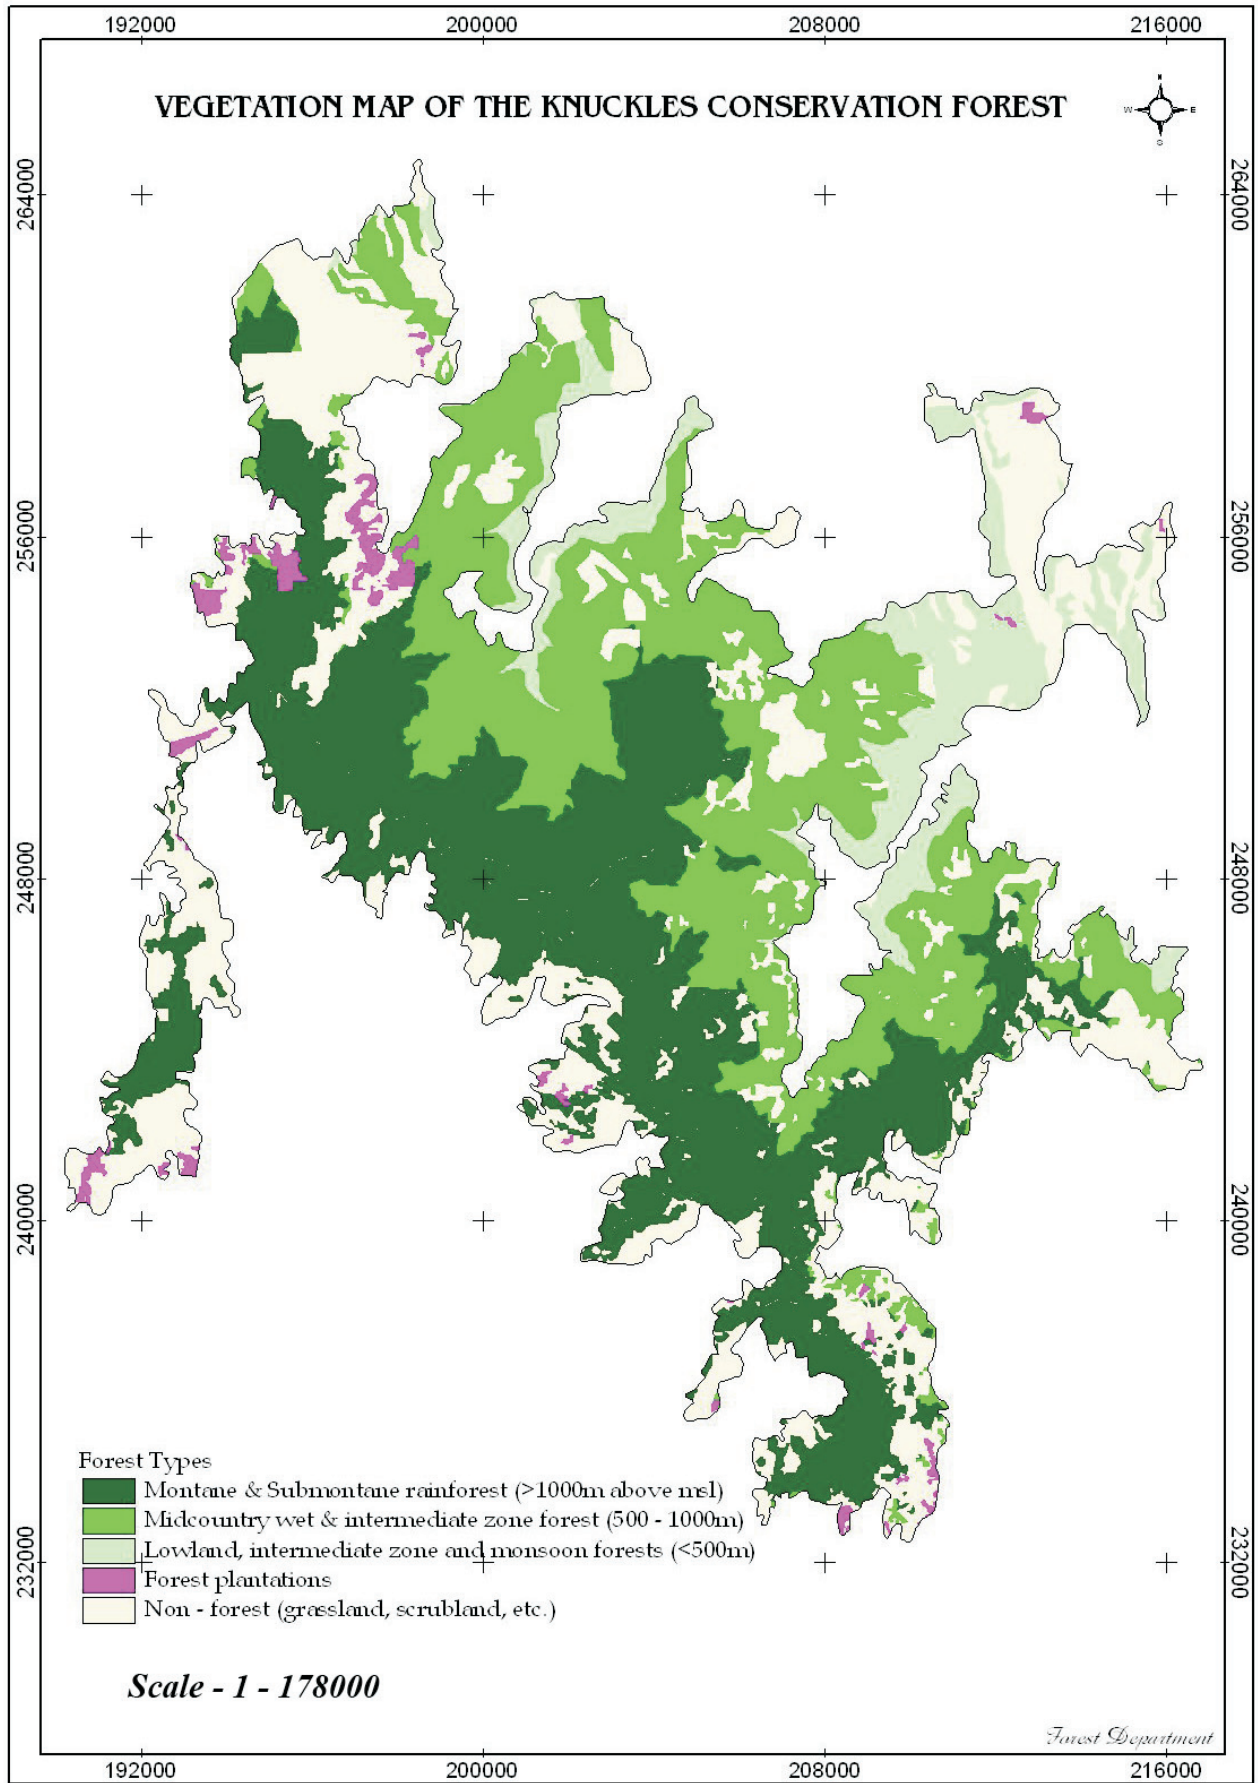 192000 200000 208000 216000
VEGETATION MAP OF THE KNUCKLES CONSERVATION FOREST
N
W E
S
264000 264000
256000 256000
248000 248000
240000 240000
232000 232000
Forest Types
Montane & Submontane rainforest (>1000m above msl)
Midcountry wet & intermediate zone forest (500 - 1000m)
Lowland, intermediate zone and monsoon forests (<500m)
Forest plantations
Non - forest (grassland, scrubland, etc.)
Scale - 1 - 178000
Forest Department
192000 200000 208000 216000